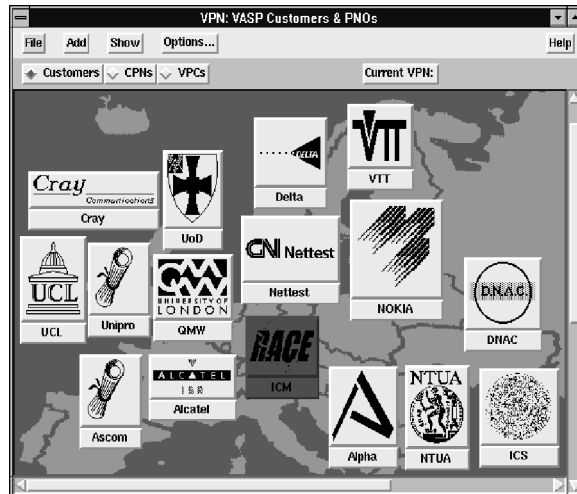 VPN: VASP Customers & PNOs
File Add Show Options... Help
Customers CPNs VPCs Current VPN:
VTT
VTT
DELTA
Delta
Cray
Communications
Cray
UoD
GN Nettest
Nettest
NOKIA
UCL
UCL
Unipro
QMW
UNIVERSITY OF
LONDON
QMW
D.N.A.C.
DNAC
RACE
ICM
ALCATEL
ISR
Alcatel
Ascom
Alpha
NTUA
NTUA
ICS